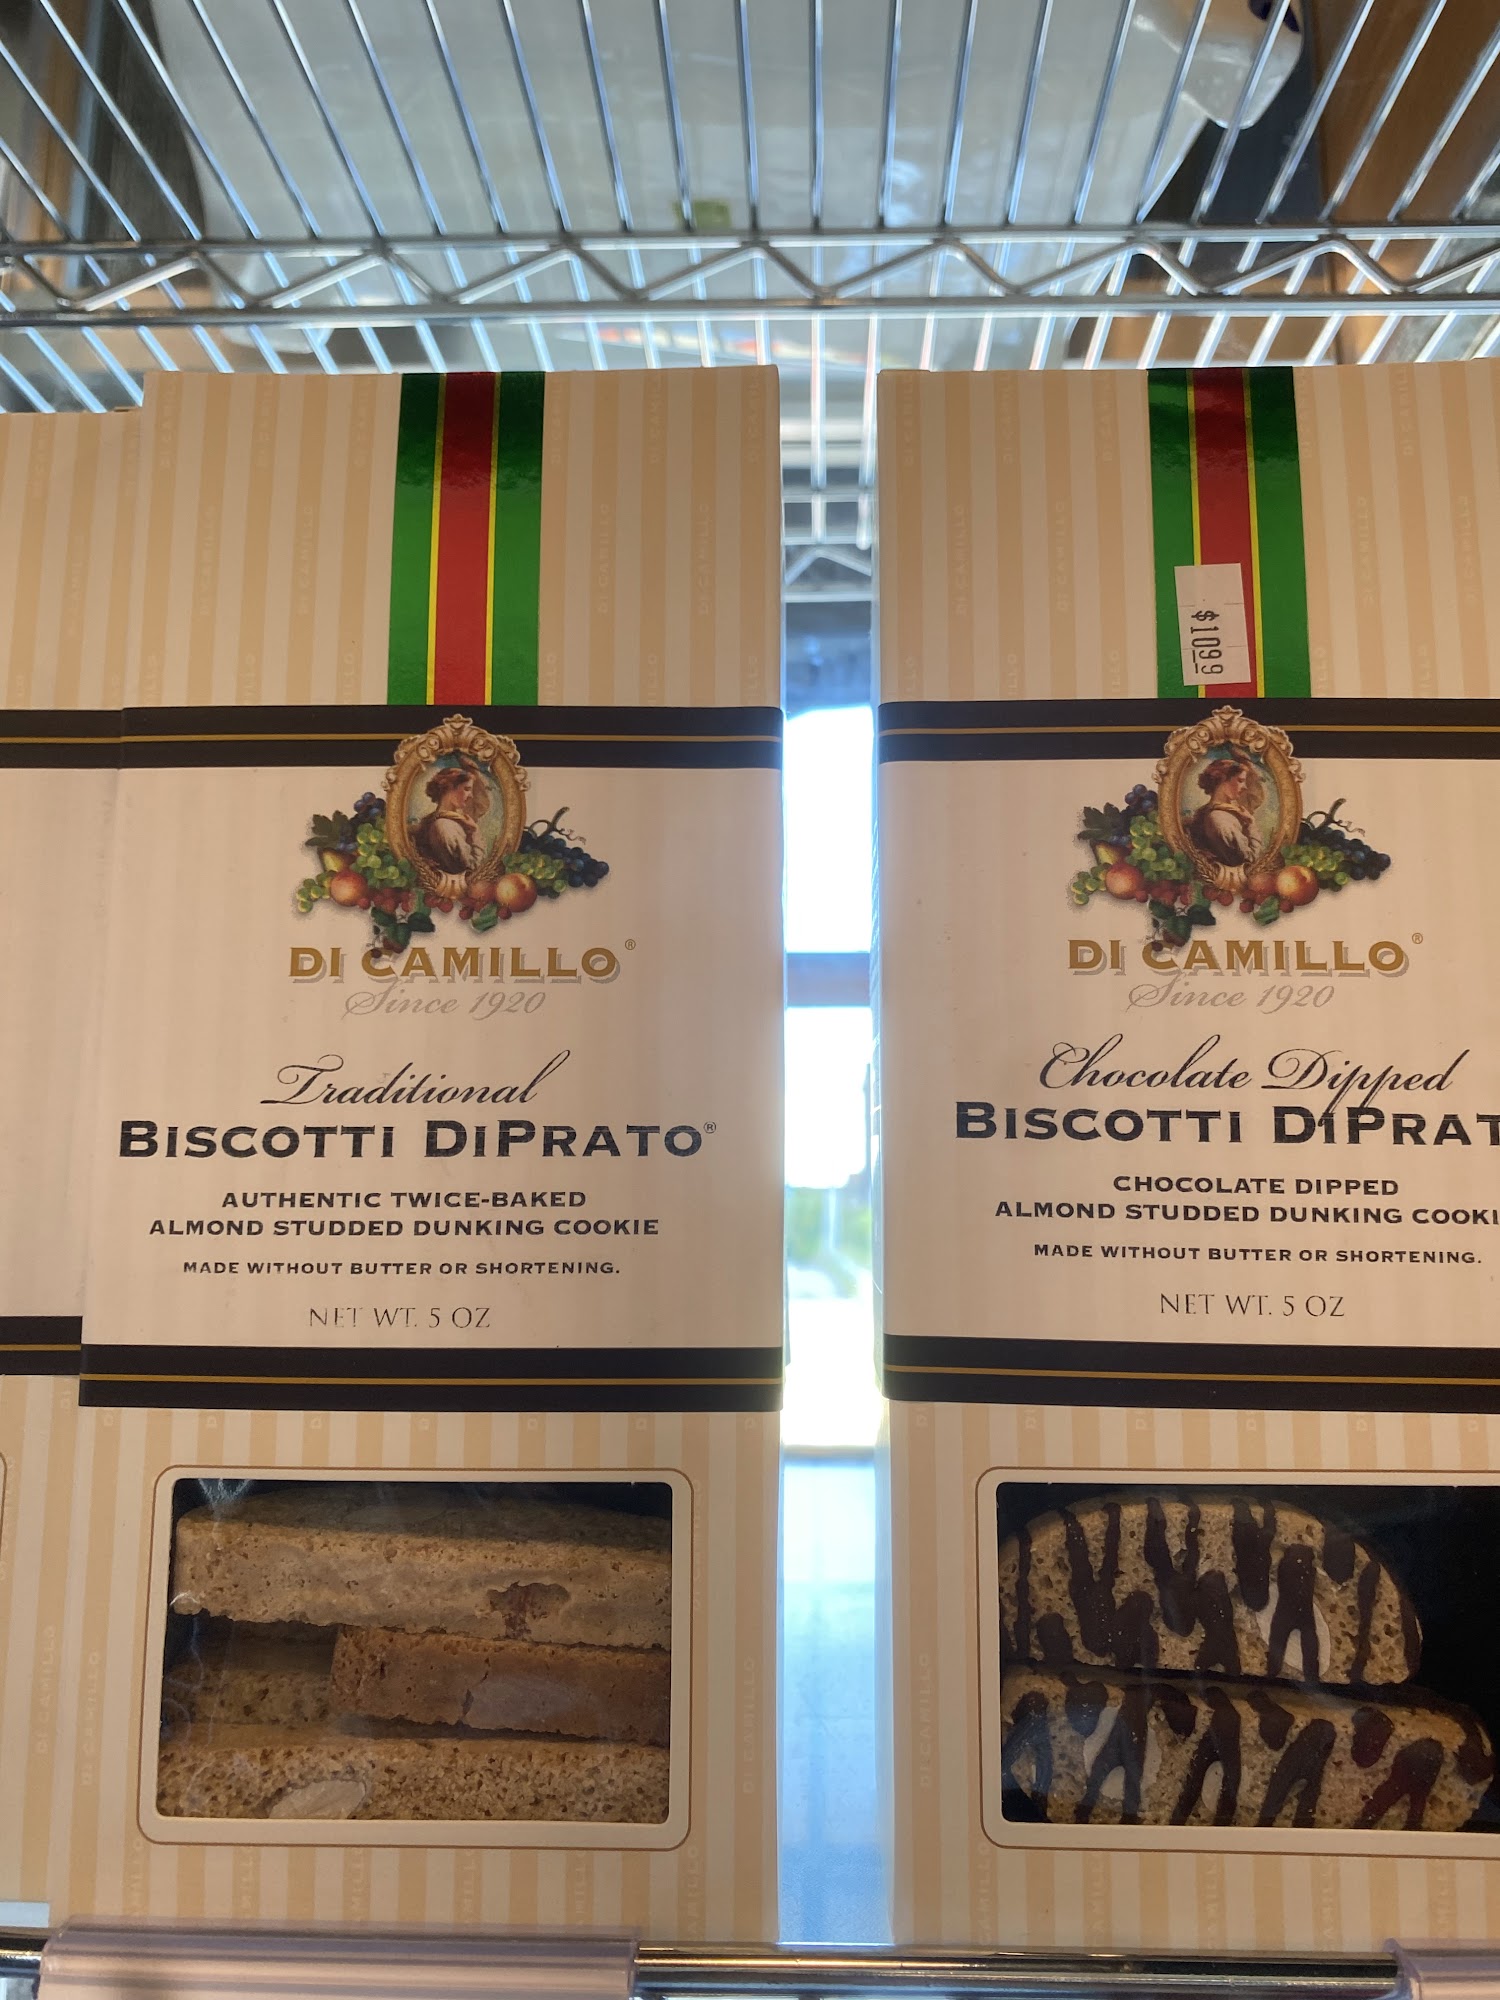 DI CAMILLO®
Since 1920
Traditional
BISCOTTI DIPRATO®
AUTHENTIC TWICE-BAKED
ALMOND STUDDED DUNKING COOKIE
MADE WITHOUT BUTTER OR SHORTENING.
NET WT. 5 OZ
$10.99
DI CAMILLO®
Since 1920
Chocolate Dipped
BISCOTTI DIPRAT
CHOCOLATE DIPPED
ALMOND STUDDED DUNKING COOKI
MADE WITHOUT BUTTER OR SHORTENING.
NET WT. 5 OZ